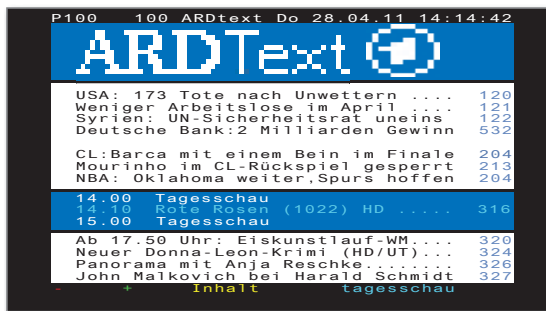 P100 100 ARDtext Do 28.04.11 14:14:42
ARDText
USA: 173 Tote nach Unwettern .... 120
Weniger Arbeitslose im April .... 121
Syrien: UN-Sicherheitsrat uneins 122
Deutsche Bank:2 Milliarden Gewinn 532
CL:Barca mit einem Bein im Finale 204
Mourinho im CL-Rückspiel gesperrt 213
NBA: Oklahoma weiter,Spurs hoffen 204
14.00 Tagesschau
14.10 Rote Rosen (1022) HD ..... 316
15.00 Tagesschau
Ab 17.50 Uhr: Eiskunstlauf-WM.... 320
Neuer Donna-Leon-Krimi (HD/UT)... 324
Panorama mit Anja Reschke........ 326
John Malkovich bei Harald Schmidt 327
- + Inhalt tagesschau